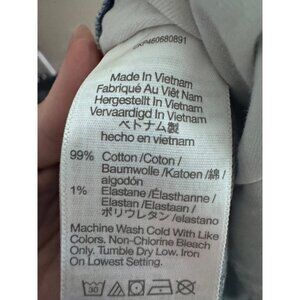 Made In Vietnam
Fabriqué Au Viêt Nam
Hergestellt In Vietnam
Vervaardigd In Vietnam
ベトナム製
hecho en vietnam
99% Cotton/Coton/
Baumwolle/Katoen/綿/
algodón
1% Elastane/Élasthanne/
Elastan/Elastaan/
ポリウレタン/elastano
Machine Wash Cold With Like
Colors. Non-Chlorine Bleach
Only. Tumble Dry Low. Iron
On Lowest Setting.
30